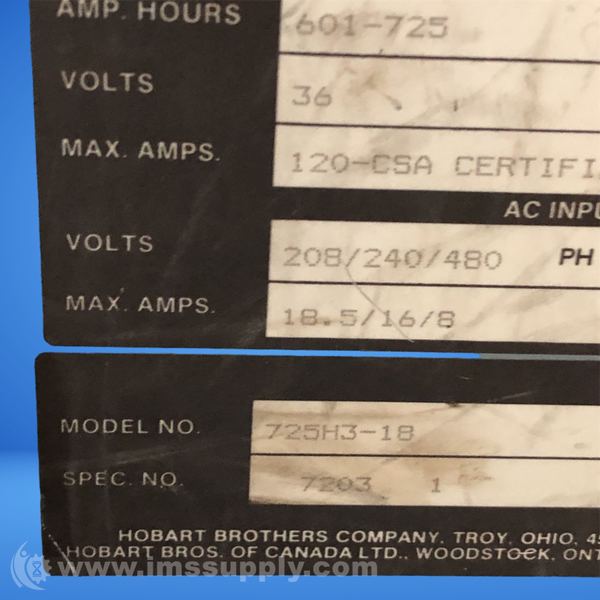 AMP. HOURS 601-725
VOLTS 36
MAX. AMPS. 120-CSA CERTIFI
AC INPU
VOLTS 208/240/480 PH
MAX. AMPS. 18.5/16/8
MODEL NO. 725H3-18
SPEC. NO. 7203 1
HOBART BROTHERS COMPANY, TROY, OHIO, 45
HOBART BROS. OF CANADA LTD., WOODSTOCK, ONT
www.imssupply.com